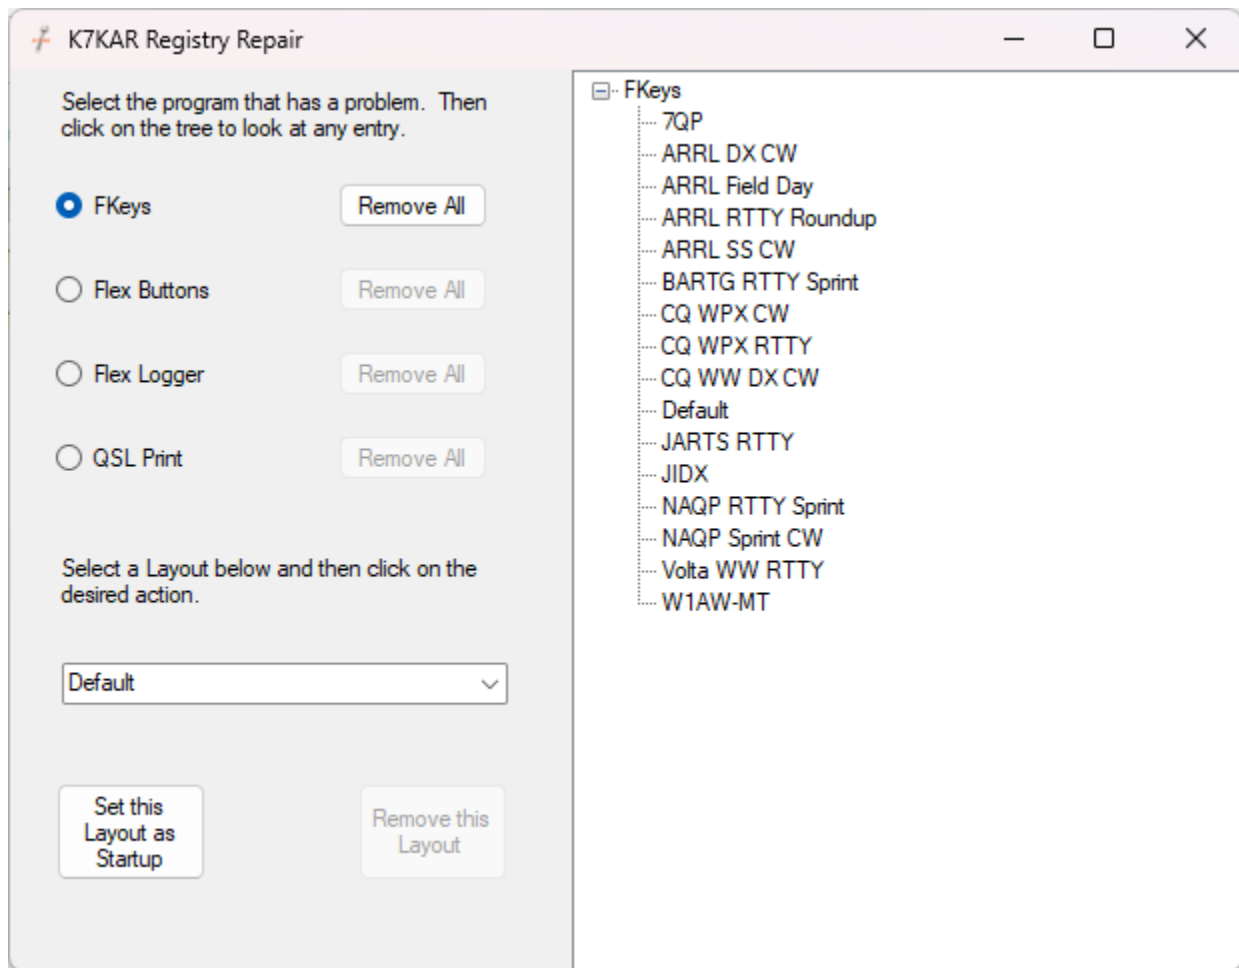 K7KAR Registry Repair
Select the program that has a problem.  Then
click on the tree to look at any entry.
FKeys
Remove All
Flex Buttons
Remove All
Flex Logger
Remove All
QSL Print
Remove All
Select a Layout below and then click on the
desired action.
Default
Set this
Layout as
Startup
Remove this
Layout
FKeys
7QP
ARRL DX CW
ARRL Field Day
ARRL RTTY Roundup
ARRL SS CW
BARTG RTTY Sprint
CQ WPX CW
CQ WPX RTTY
CQ WW DX CW
Default
JARTS RTTY
JIDX
NAQP RTTY Sprint
NAQP Sprint CW
Volta WW RTTY
W1AW-MT